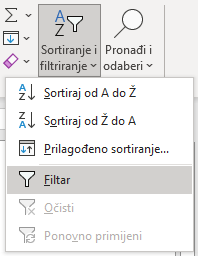 Sortiranje i
filtriranje
Pronađi i
odaberi
Sortiraj od A do Ž
Sortiraj od Ž do A
Prilagođeno sortiranje...
Filtar
Očisti
Ponovno primijeni